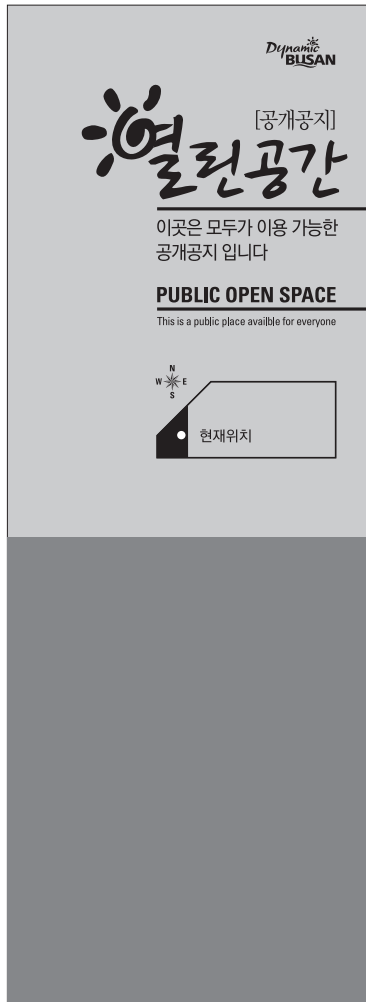 Dynamic
BUSAN
[공개공지]
열린공간
이곳은 모두가 이용 가능한
공개공지 입니다
PUBLIC OPEN SPACE
This is a public place availble for everyone
N
W E
S
현재위치